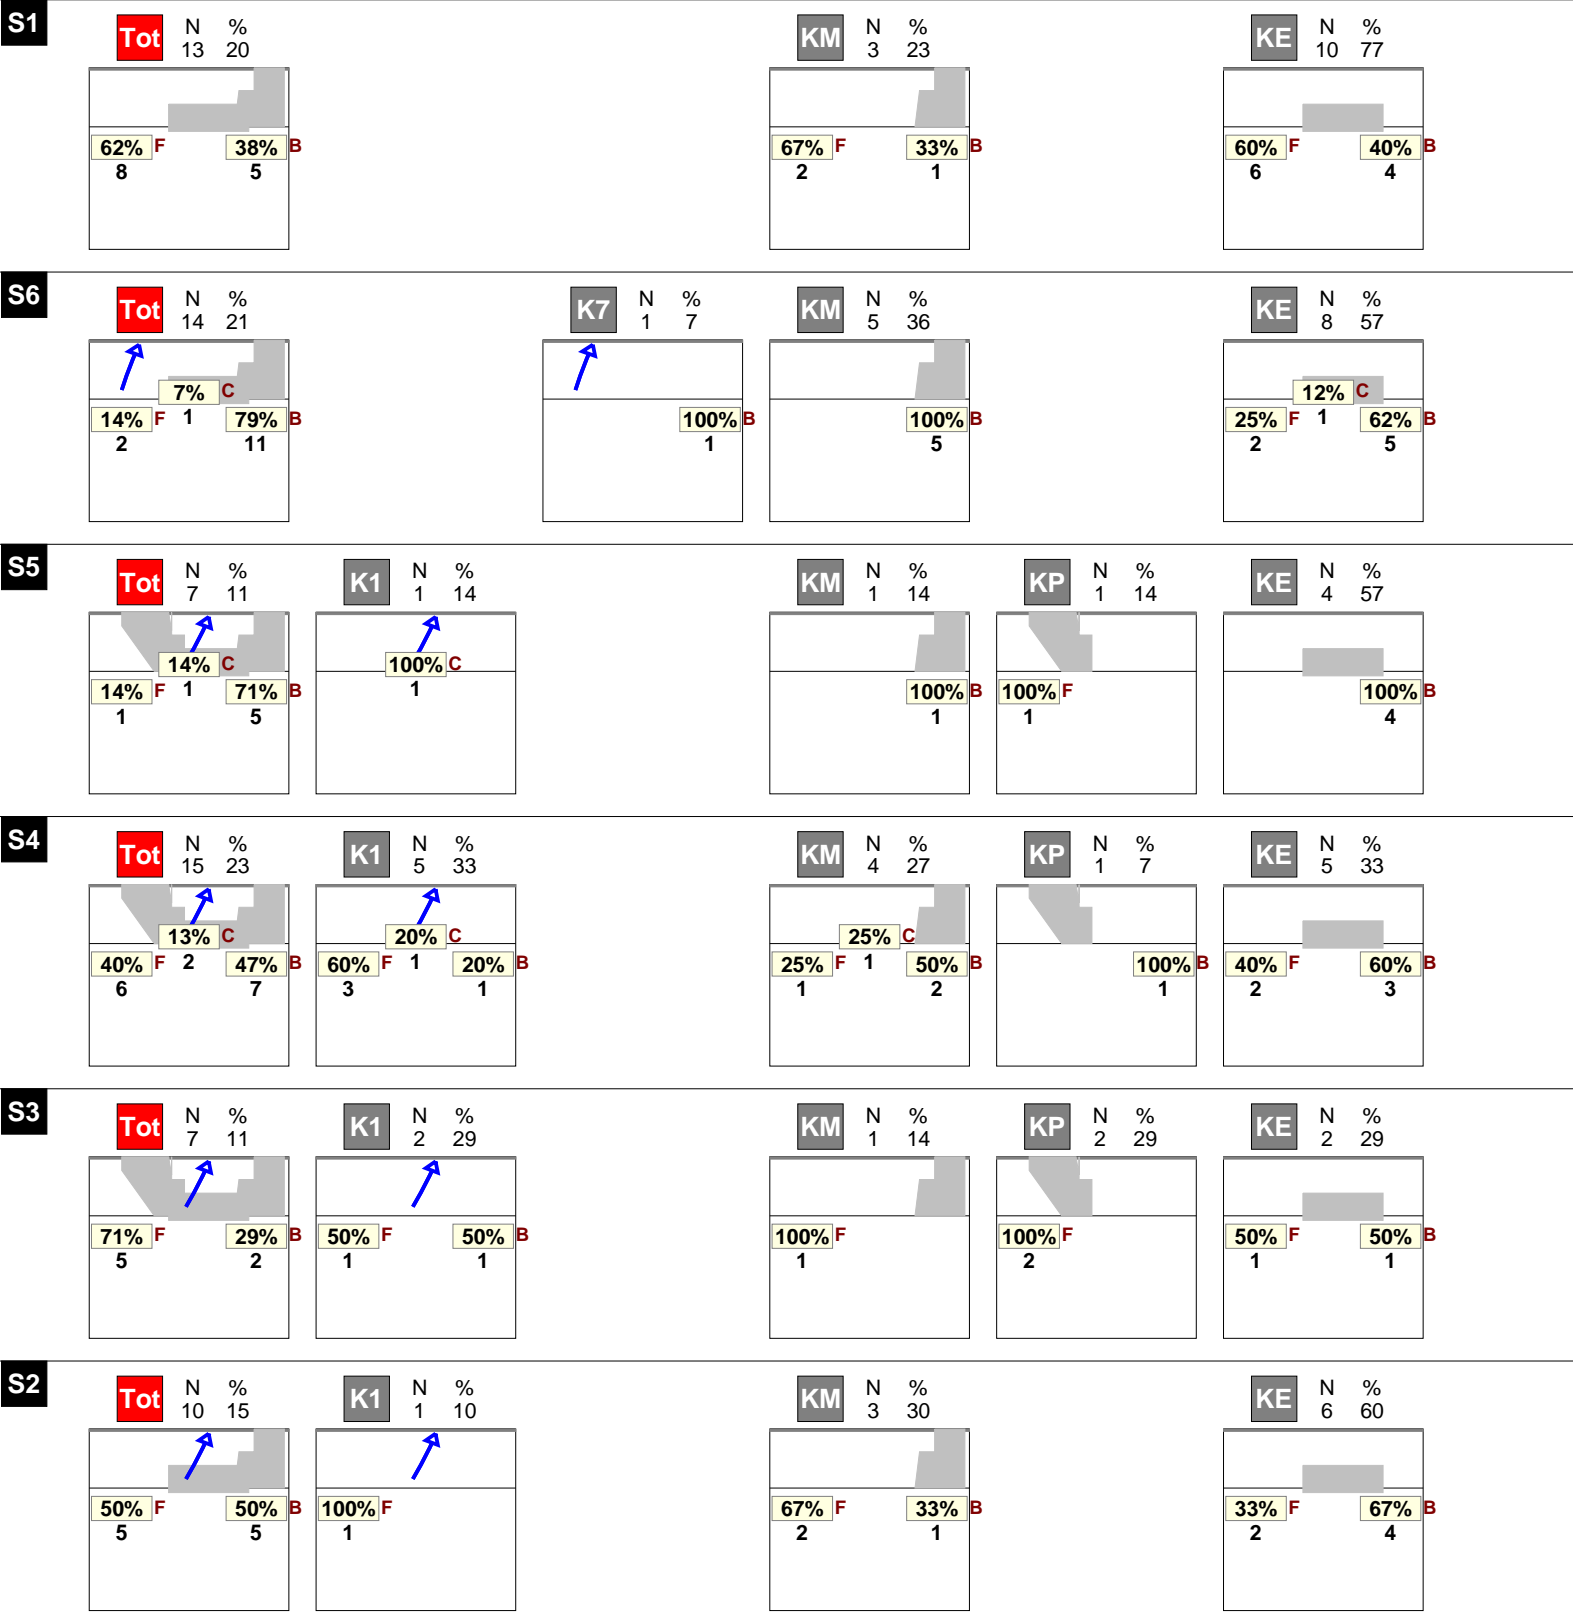 S1
Tot N % KM N % KE N %
13 20 3 23 10 77
62% F 38% B 67% F 33% B 60% F 40% B
8 5 2 1 6 4
S6
Tot N % K7 N % KM N % KE N %
14 21 1 7 5 36 8 57
7% C 12% C
14% F 1 79% B 100% B 100% B 25% F 1 62% B
2 11 1 5 2 5
S5
Tot N % K1 N % KM N % KP N % KE N %
7 11 1 14 1 14 1 14 4 57
14% C 100% C
14% F 1 71% B 1 100% B 100% F 100% B
1 5 1 1 4
S4
Tot N % K1 N % KM N % KP N % KE N %
15 23 5 33 4 27 1 7 5 33
13% C 20% C 25% C
40% F 2 47% B 60% F 1 20% B 25% F 1 50% B 100% B 40% F 60% B
6 7 3 1 1 2 1 2 3
S3
Tot N % K1 N % KM N % KP N % KE N %
7 11 2 29 1 14 2 29 2 29
71% F 29% B 50% F 50% B 100% F 100% F 50% F 50% B
5 2 1 1 1 2 1 1
S2
Tot N % K1 N % KM N % KE N %
10 15 1 10 3 30 6 60
50% F 50% B 100% F 67% F 33% B 33% F 67% B
5 5 1 2 1 2 4